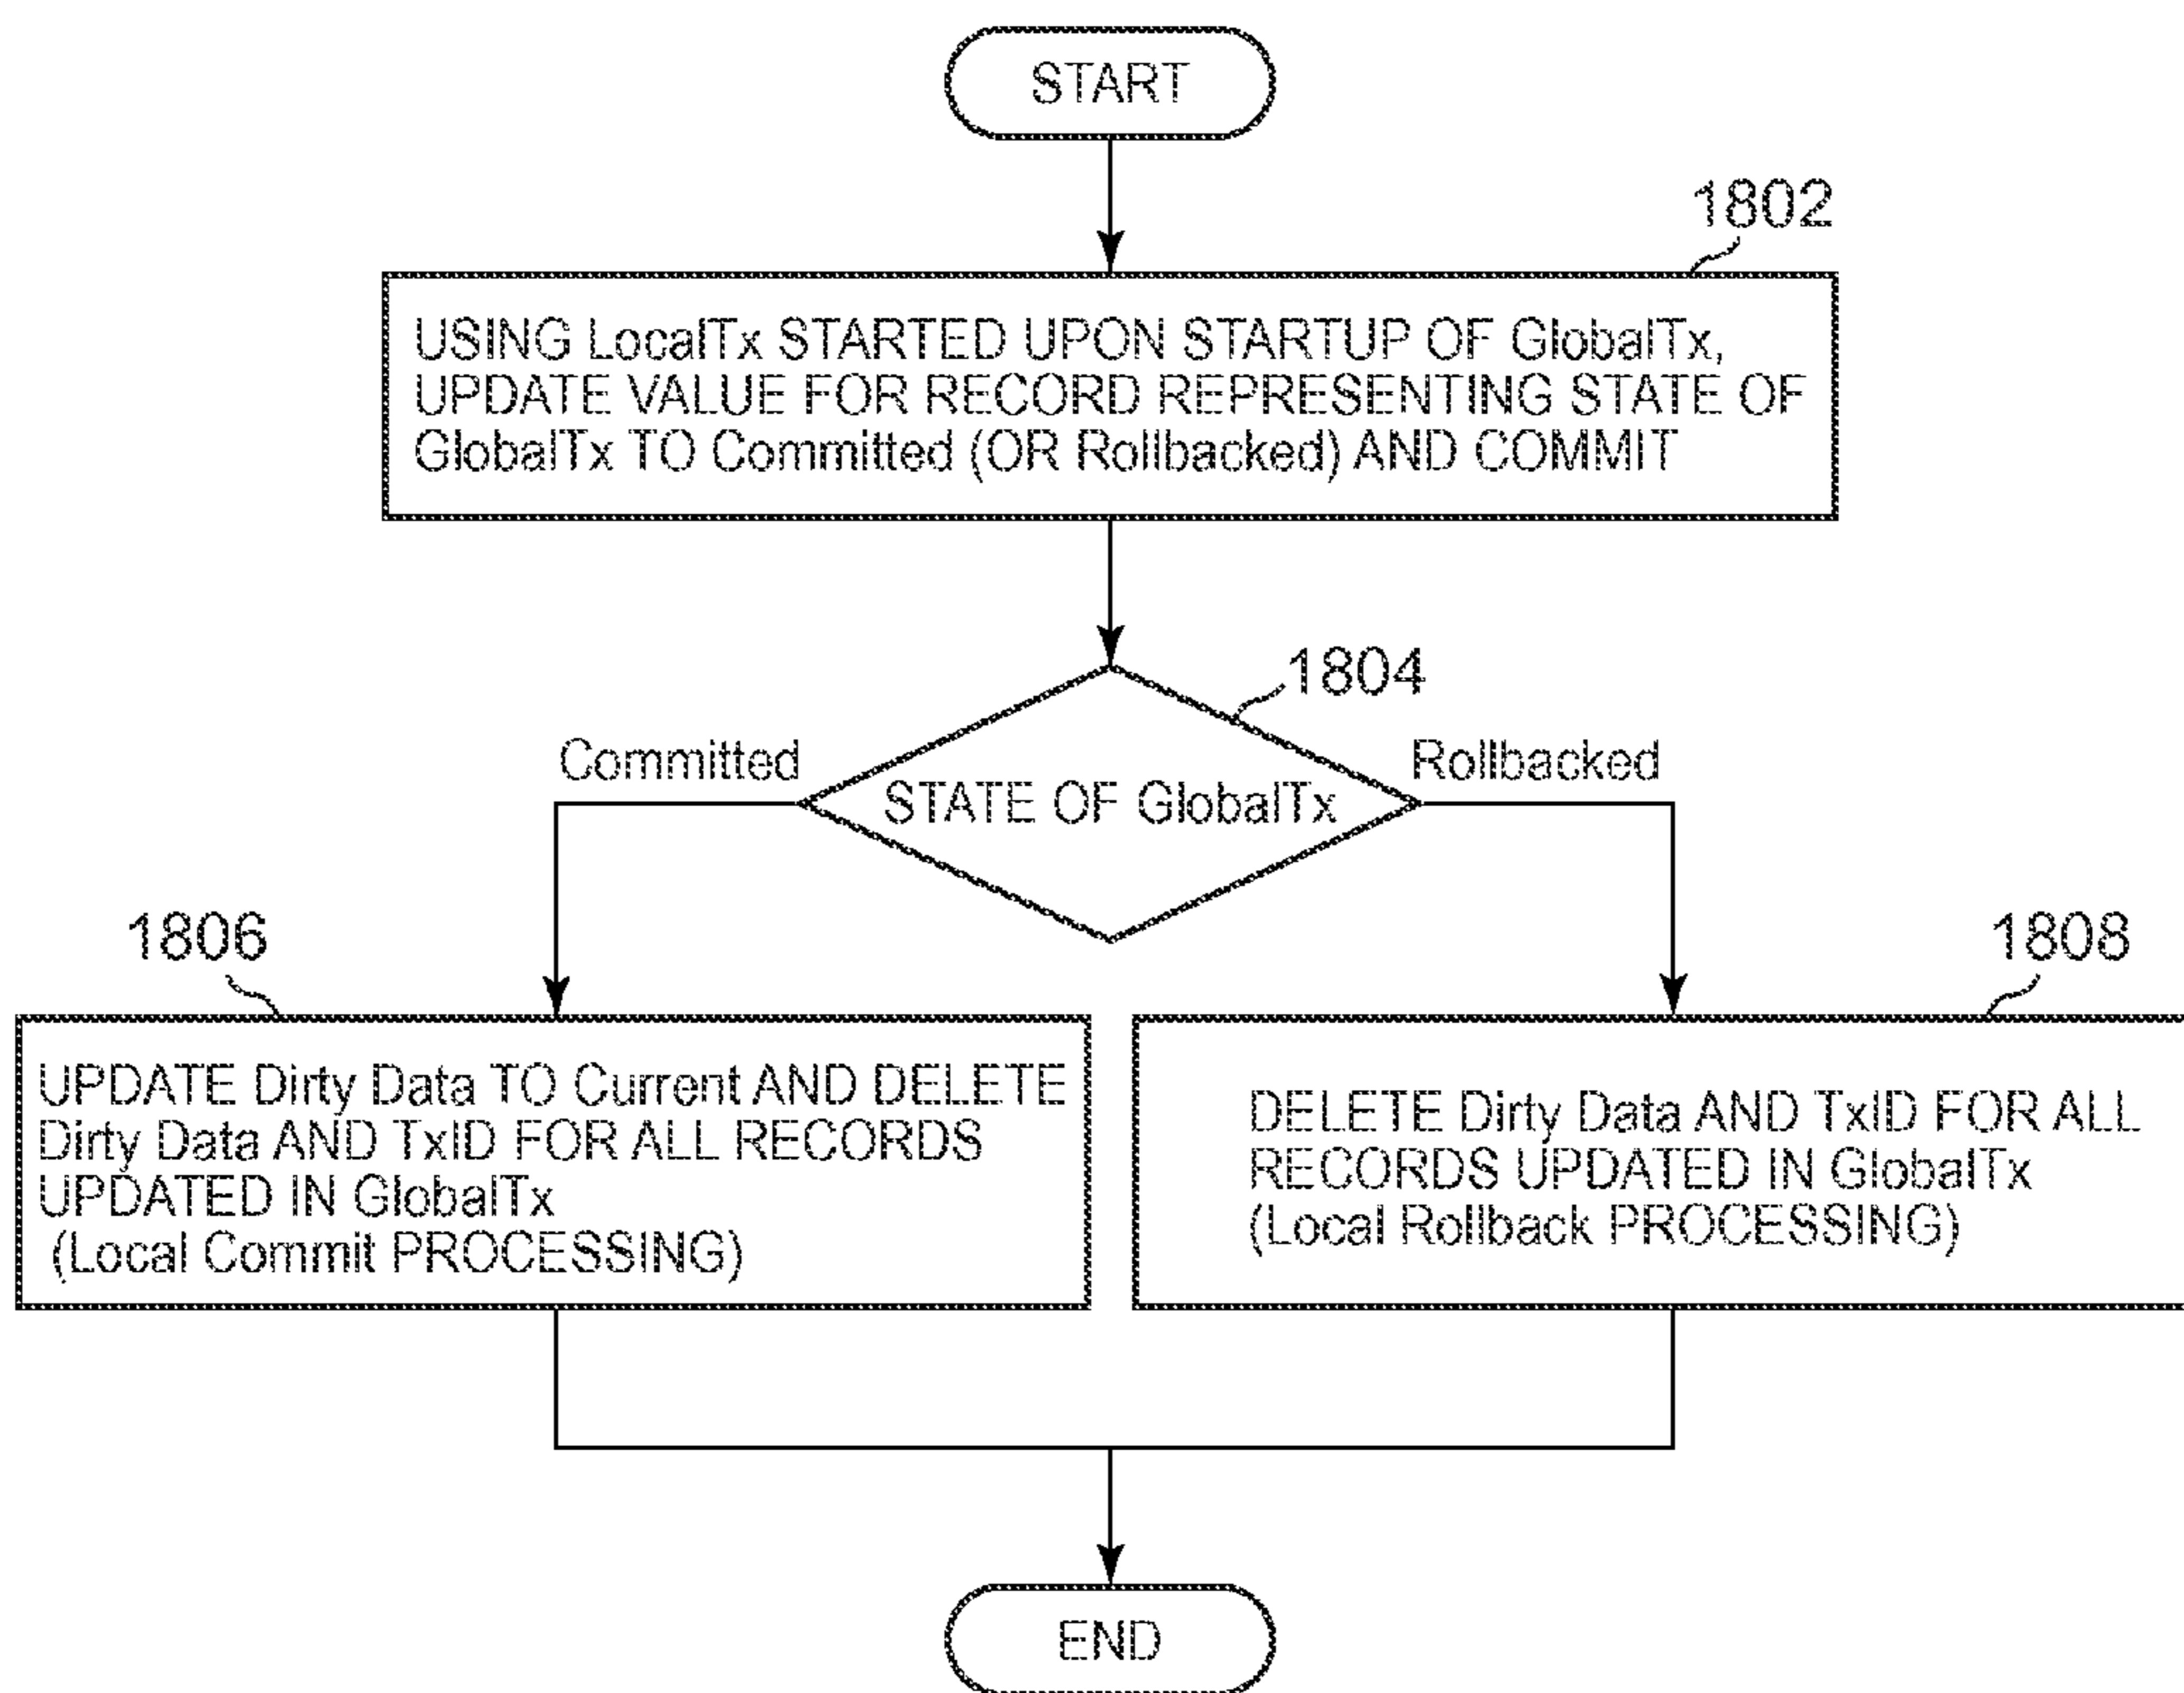 START
1802
USING LocalTx STARTED UPON STARTUP OF GlobalTx,
UPDATE VALUE FOR RECORD REPRESENTING STATE OF
GlobalTx TO Committed (OR Rollbacked) AND COMMIT
1804
Committed
STATE OF GlobalTx
Rollbacked
1806
UPDATE Dirty Data TO Current AND DELETE
Dirty Data AND TxID FOR ALL RECORDS
UPDATED IN GlobalTx
(Local Commit PROCESSING)
1808
DELETE Dirty Data AND TxID FOR ALL
RECORDS UPDATED IN GlobalTx
(Local Rollback PROCESSING)
END